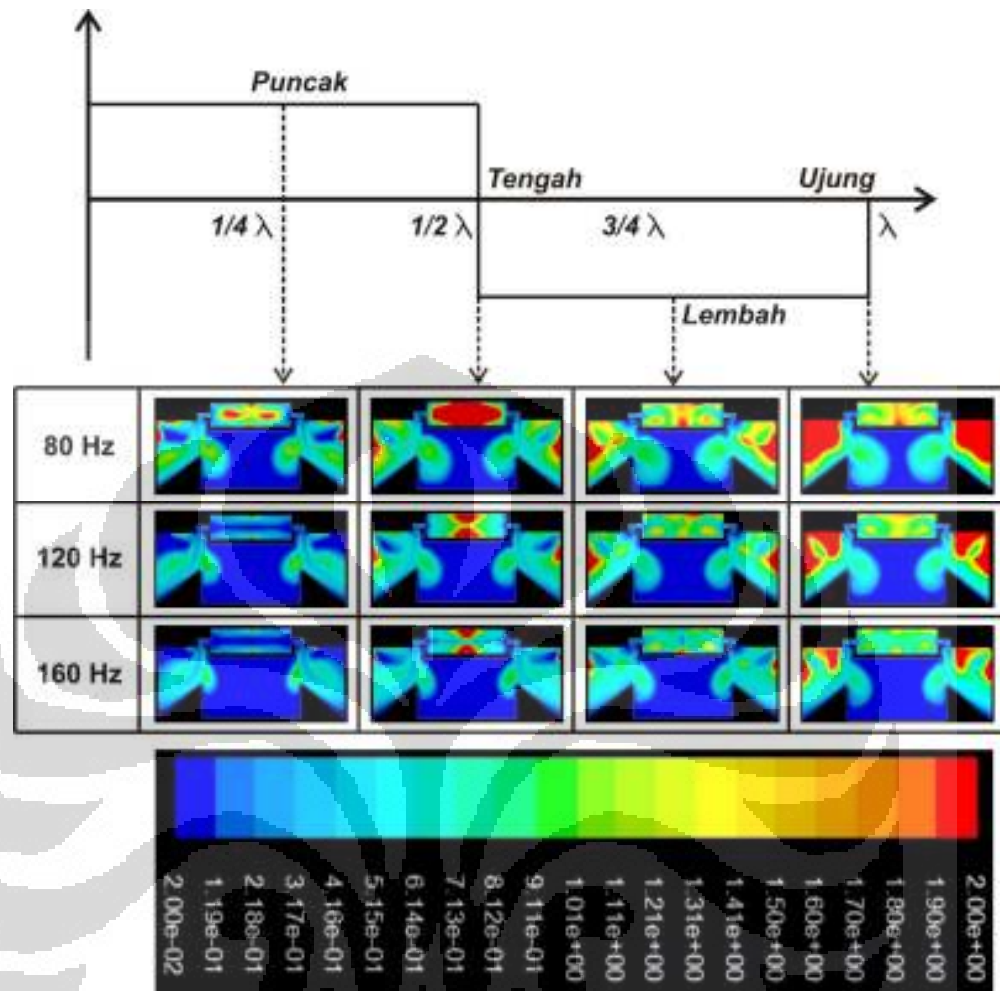 Puncak
Tengah
Ujung
1/4 λ
1/2 λ
3/4 λ
λ
Lembah
80 Hz
120 Hz
160 Hz
2.00e-02
1.19e-01
2.18e-01
3.17e-01
4.16e-01
5.15e-01
6.14e-01
7.13e-01
8.12e-01
9.11e-01
1.01e+00
1.11e+00
1.21e+00
1.31e+00
1.41e+00
1.50e+00
1.60e+00
1.70e+00
1.80e+00
1.90e+00
2.00e+00